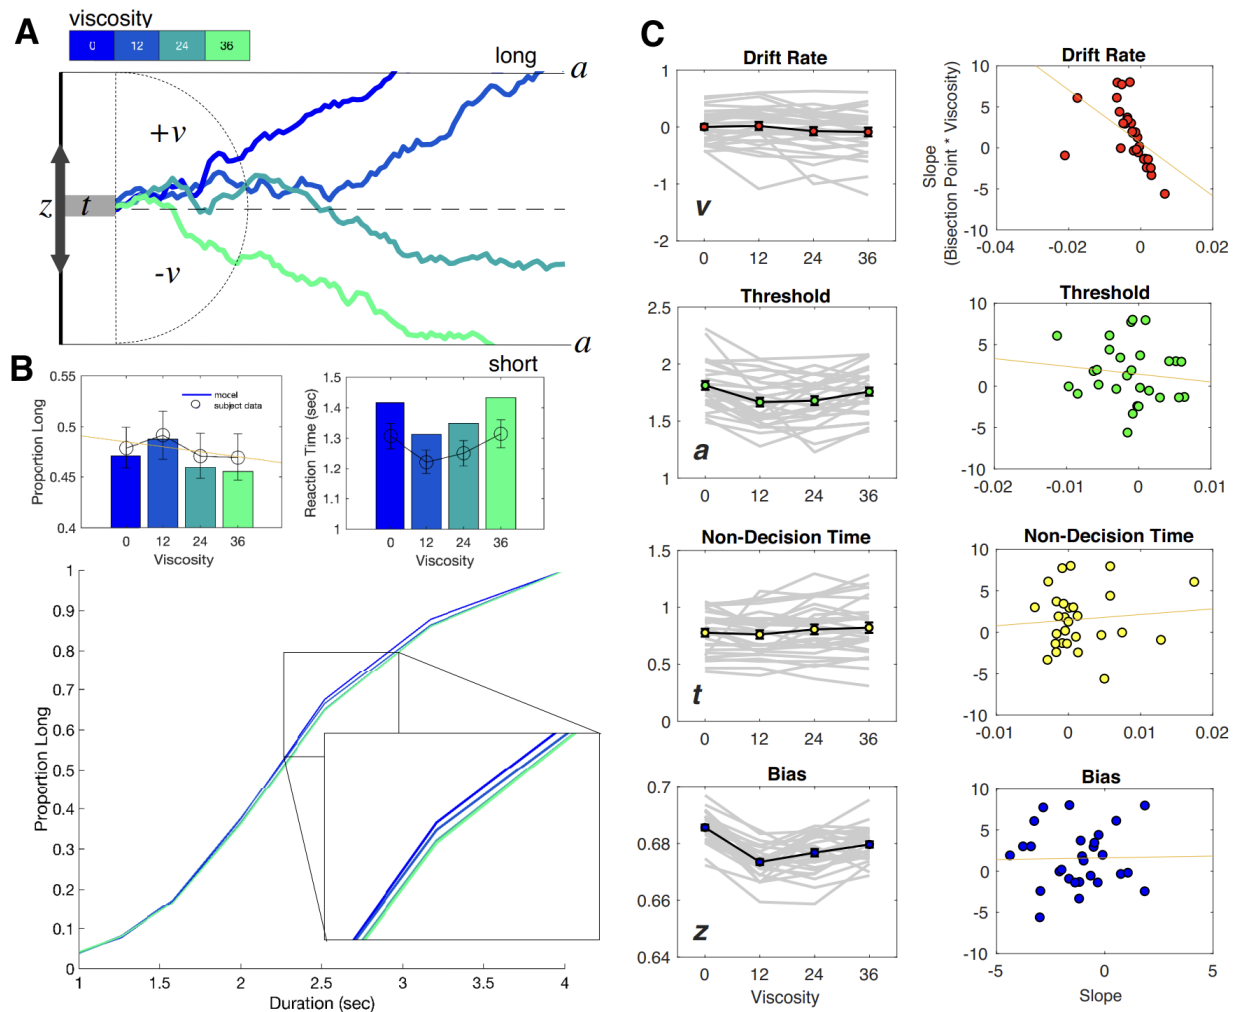 A
viscosity
0 12 24 36
long
a
+v
z
t
-v
a
short
B
0.55
0.5
0.45
0.4
Proportion Long
model
subject data
0 12 24 36
Viscosity
1.5
1.4
1.3
1.2
1.1
1
Reaction Time (sec)
0 12 24 36
Viscosity
1
0.9
0.8
0.7
0.6
0.5
0.4
0.3
0.2
0.1
0
Proportion Long
1 1.5 2 2.5 3 3.5 4
Duration (sec)
C
Drift Rate
1
0
-1
-2
v
0 12 24 36
Drift Rate
Slope
(Bisection Point * Viscosity)
10
5
0
-5
-10
-0.04 -0.02 0 0.02
Threshold
2.5
2
1.5
1
a
0 12 24 36
Threshold
10
5
0
-5
-10
-0.02 -0.01 0 0.01
Non-Decision Time
1.5
1
0.5
0
t
0 12 24 36
Non-Decision Time
10
5
0
-5
-10
-0.01 0 0.01 0.02
Bias
0.7
0.68
0.66
0.64
z
0 12 24 36
Viscosity
Bias
10
5
0
-5
-10
-5 0 5
Slope